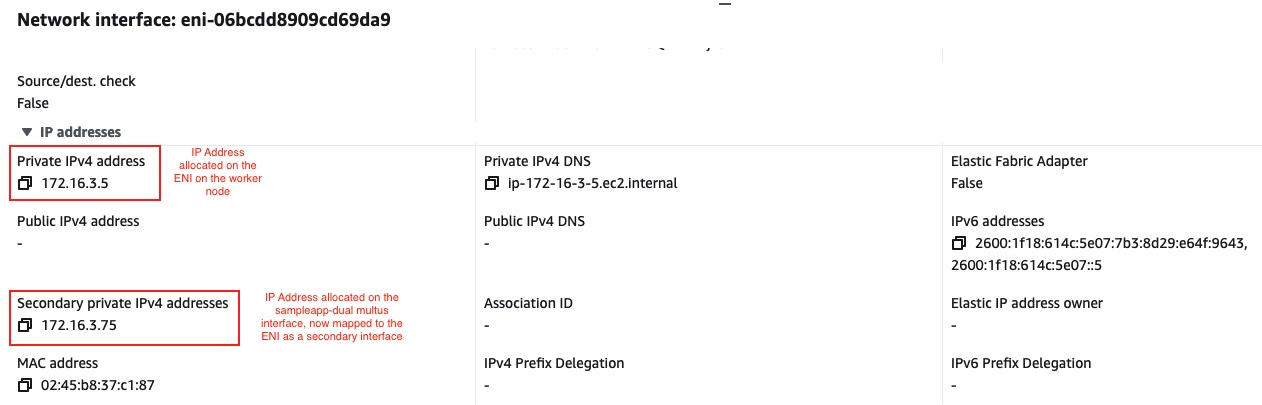 Network interface: eni-06bcdd8909cd69da9
Source/dest. check
False
▼ IP addresses
Private IPv4 address
172.16.3.5
IP Address
allocated on the
ENI on the worker
node
Private IPv4 DNS
ip-172-16-3-5.ec2.internal
Elastic Fabric Adapter
False
Public IPv4 address
-
Public IPv4 DNS
-
IPv6 addresses
2600:1f18:614c:5e07:7b3:8d29:e64f:9643,
2600:1f18:614c:5e07::5
Secondary private IPv4 addresses
172.16.3.75
IP Address allocated on the
sampleapp-dual multus
interface, now mapped to the
ENI as a secondary interface
Association ID
-
Elastic IP address owner
-
MAC address
02:45:b8:37:c1:87
IPv4 Prefix Delegation
-
IPv6 Prefix Delegation
-